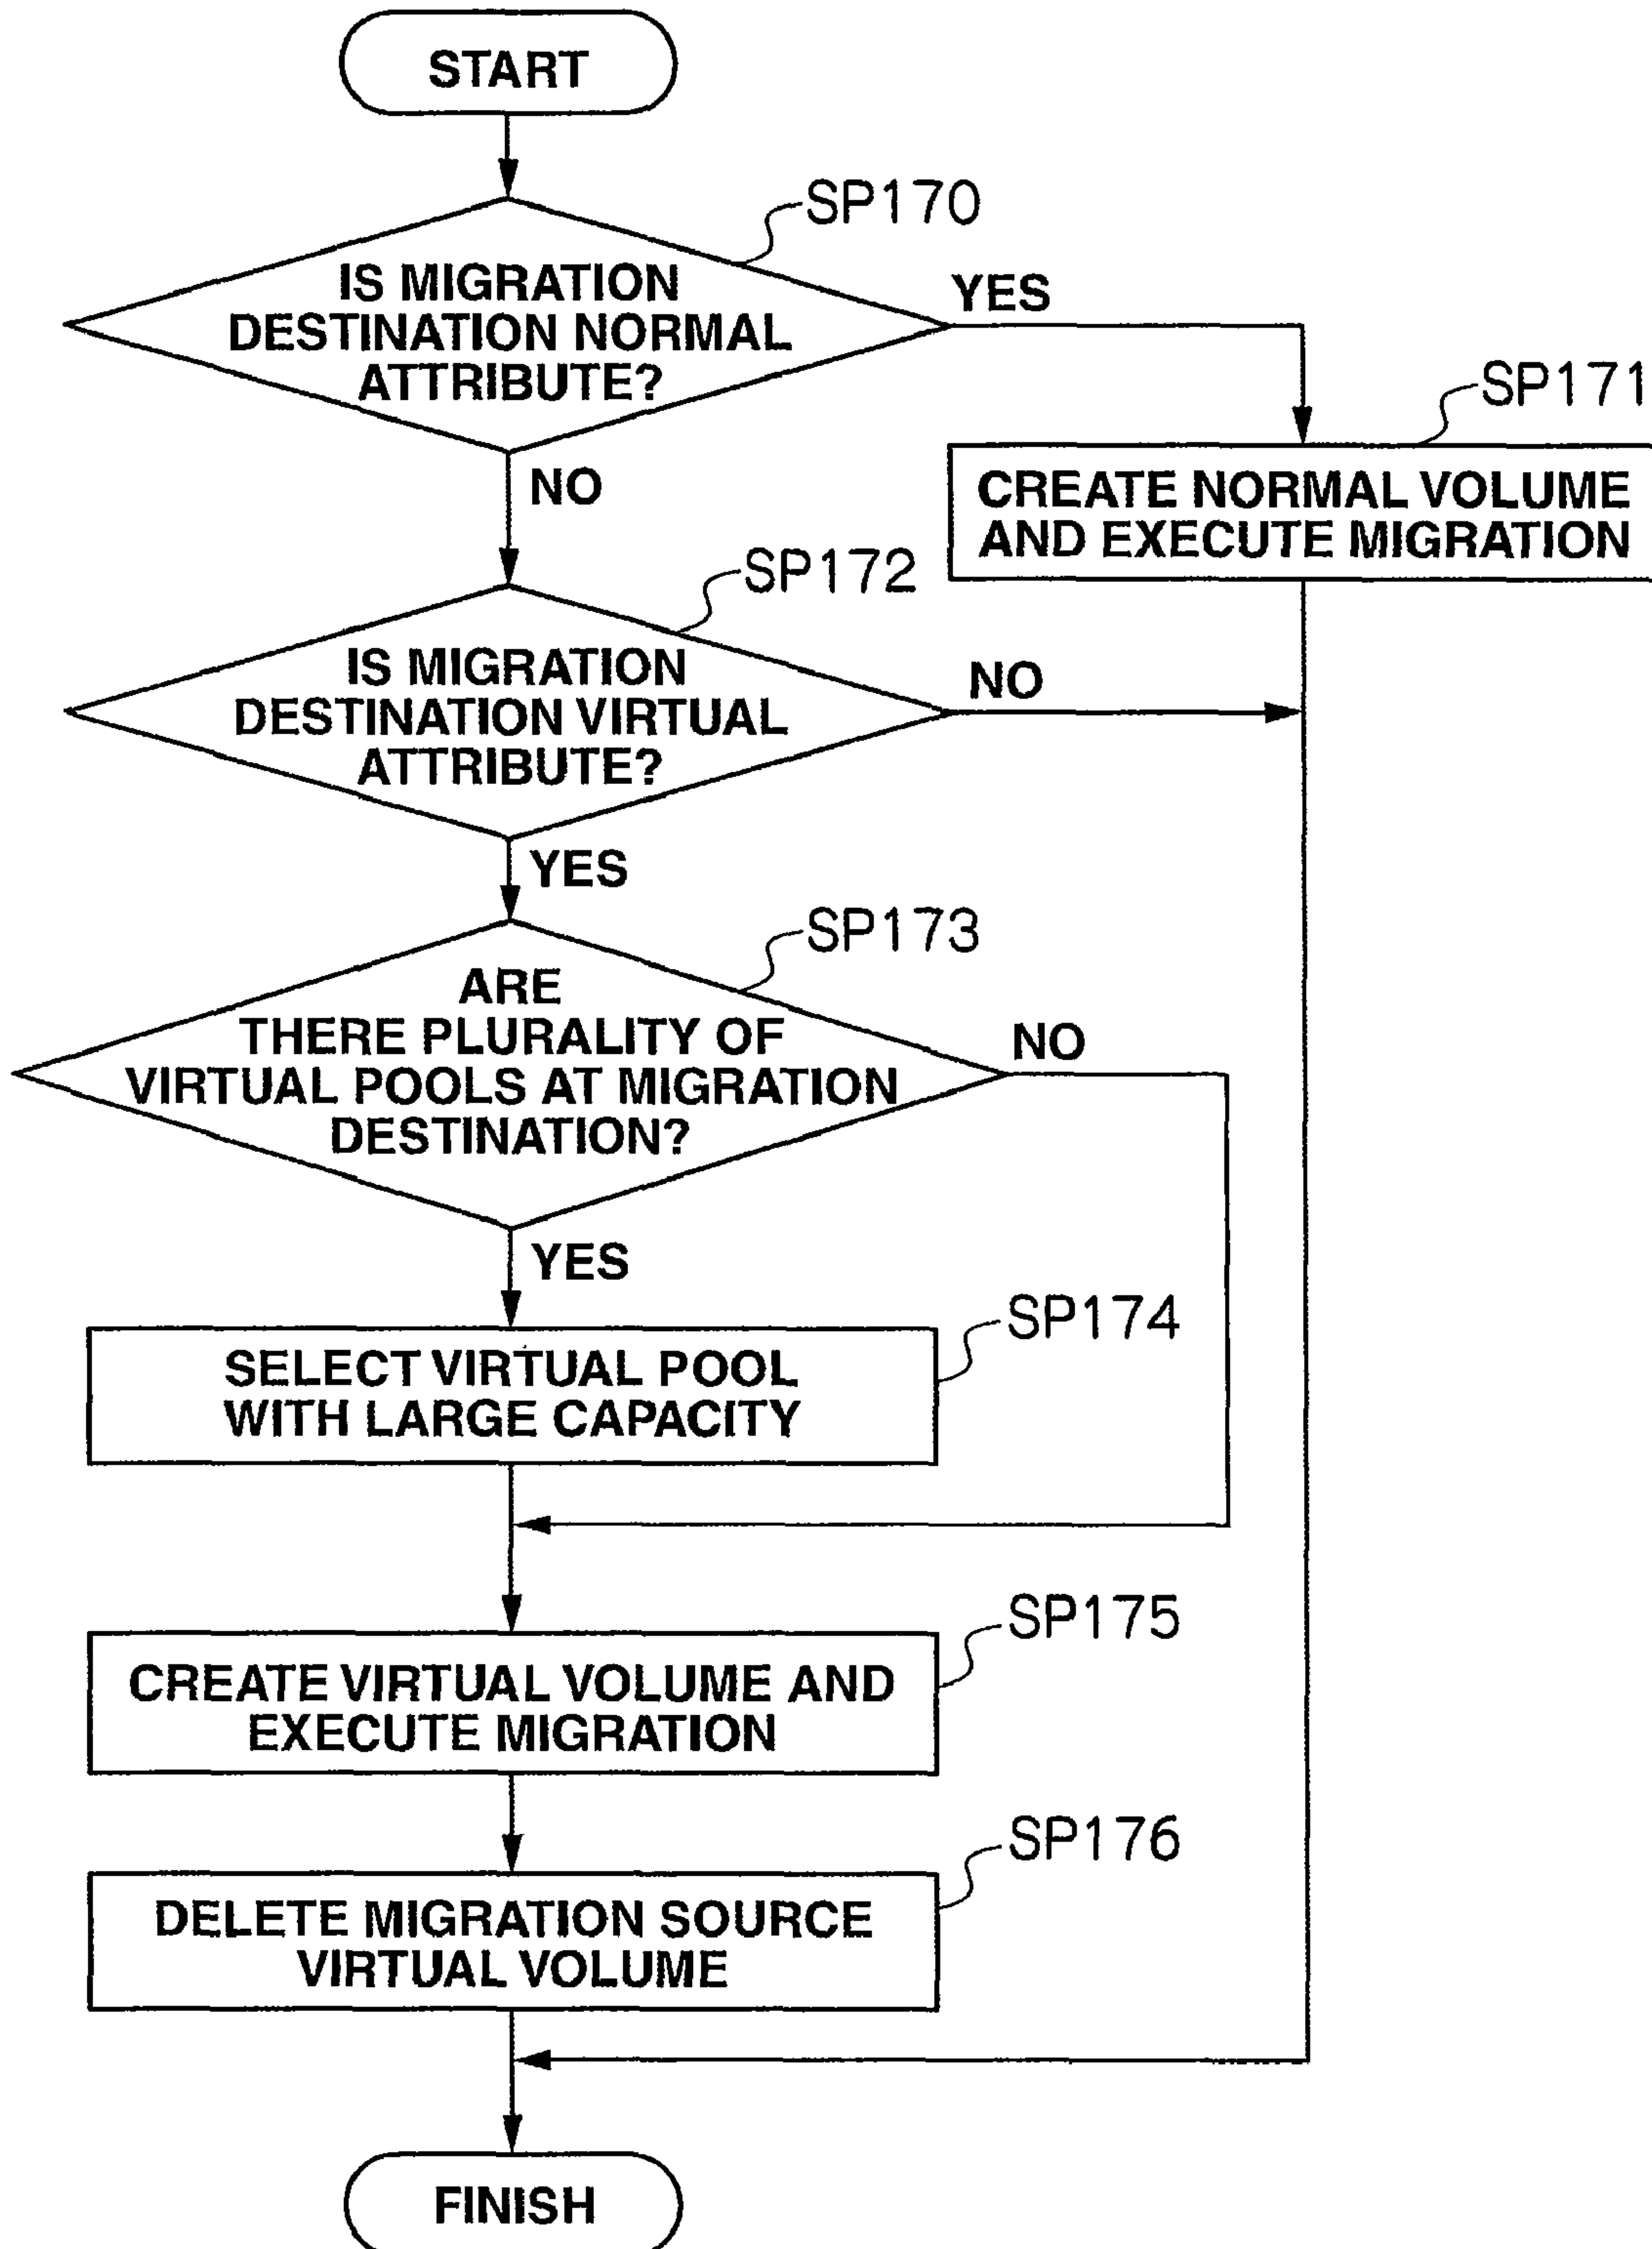 START
SP170
IS MIGRATION
DESTINATION NORMAL
ATTRIBUTE?
YES
NO
SP171
CREATE NORMAL VOLUME
AND EXECUTE MIGRATION
SP172
IS MIGRATION
DESTINATION VIRTUAL
ATTRIBUTE?
NO
YES
SP173
ARE
THERE PLURALITY OF
VIRTUAL POOLS AT MIGRATION
DESTINATION?
NO
YES
SP174
SELECT VIRTUAL POOL
WITH LARGE CAPACITY
SP175
CREATE VIRTUAL VOLUME AND
EXECUTE MIGRATION
SP176
DELETE MIGRATION SOURCE
VIRTUAL VOLUME
FINISH